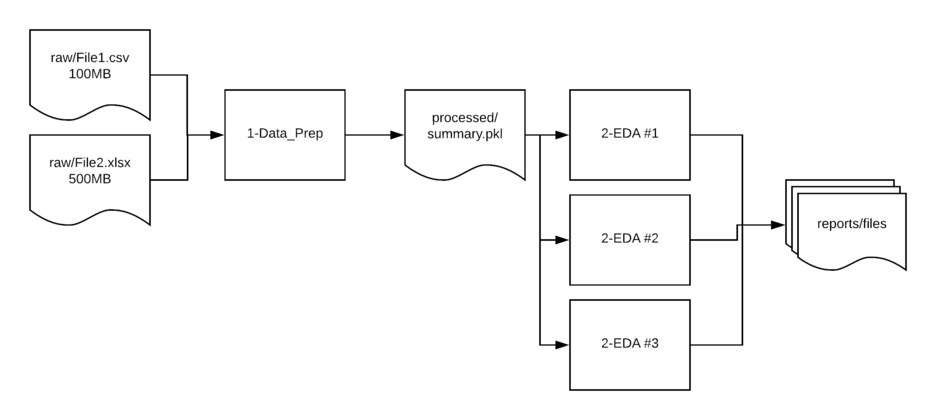 raw/File1.csv
100MB
raw/File2.xlsx
500MB
1-Data_Prep
processed/
summary.pkl
2-EDA #1
2-EDA #2
2-EDA #3
reports/files